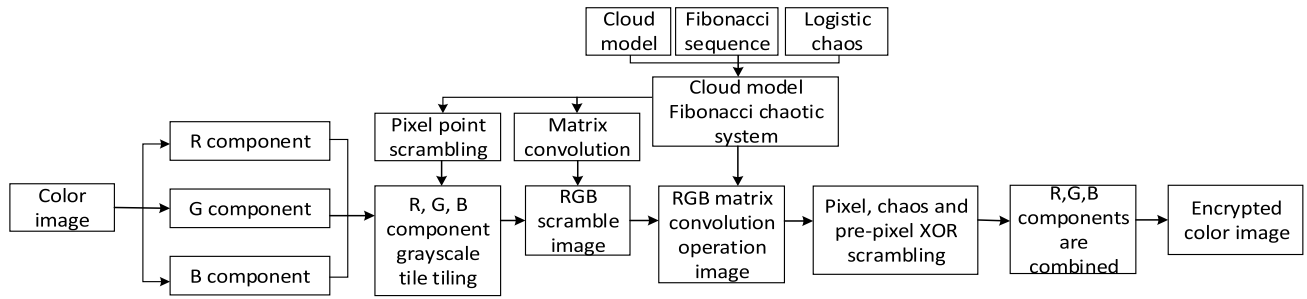 Cloud
model
Fibonacci
sequence
Logistic
chaos
Cloud model
Fibonacci chaotic
system
Pixel point
scrambling
Matrix
convolution
R component
G component
B component
Color
image
R, G, B
component
grayscale
tile tiling
RGB
scramble
image
RGB matrix
convolution
operation
image
Pixel, chaos and
pre-pixel XOR
scrambling
R,G,B
components
are
combined
Encrypted
color image